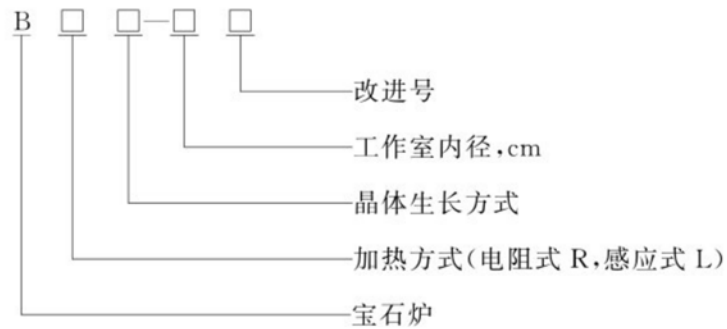 B□□—□□
改进号
工作室内径,cm
晶体生长方式
加热方式(电阻式 R,感应式 L)
宝石炉